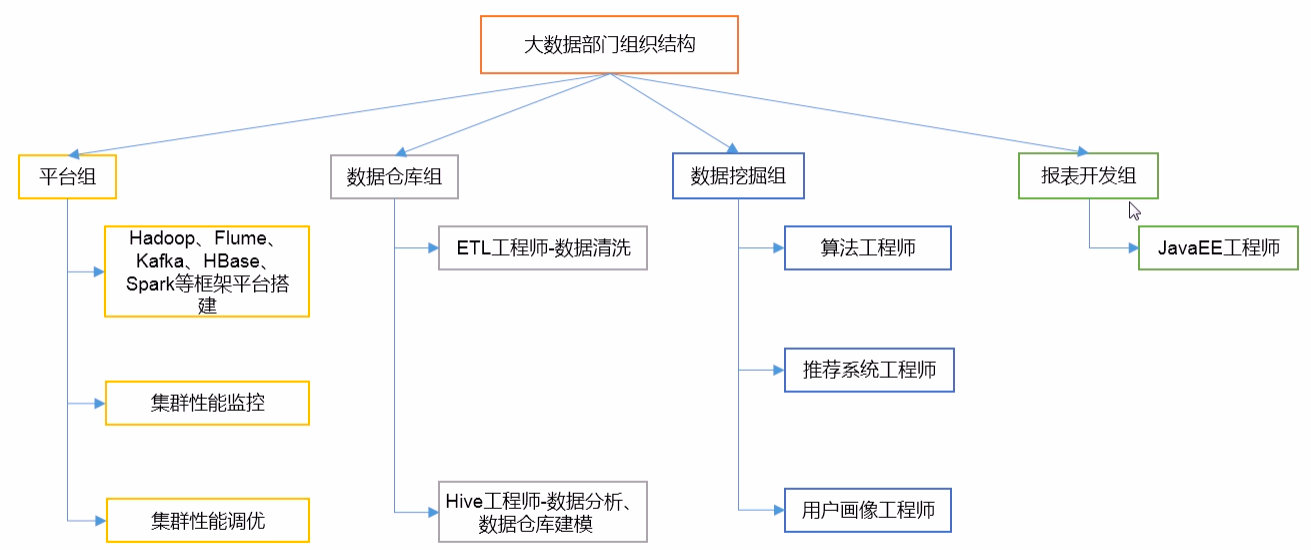 大数据部门组织结构
平台组
Hadoop、Flume、
Kafka、HBase、
Spark等框架平台搭
建
集群性能监控
集群性能调优
数据仓库组
ETL工程师-数据清洗
Hive工程师-数据分析、
数据仓库建模
数据挖掘组
算法工程师
推荐系统工程师
用户画像工程师
报表开发组
JavaEE工程师